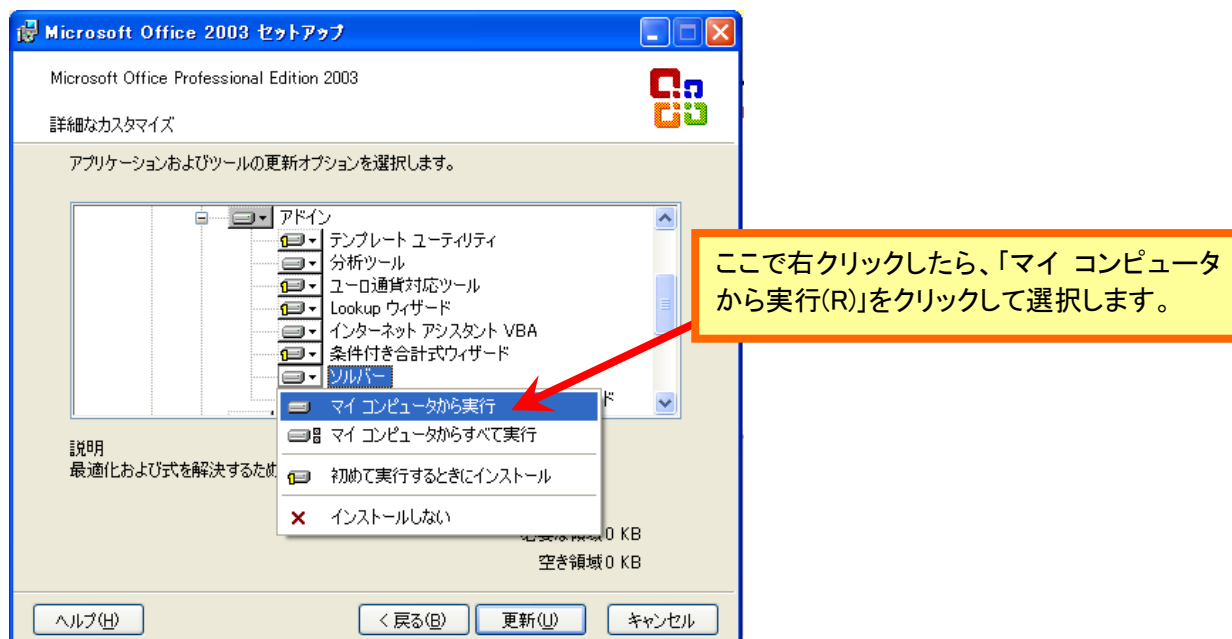 Microsoft Office 2003 セットアップ
Microsoft Office Professional Edition 2003
詳細なカスタマイズ
アプリケーションおよびツールの更新オプションを選択します。
アドイン
テンプレート ユーティリティ
分析ツール
ユーロ通貨対応ツール
Lookup ウィザード
インターネット アシスタント VBA
条件付き合計式ウィザード
ソルバー
ド
マイ コンピュータから実行
マイ コンピュータからすべて実行
初めて実行するときにインストール
インストールしない
ここで右クリックしたら、「マイ コンピュータ
から実行(R)」をクリックして選択します。
説明
最適化および式を解決するため
必要な領域 0 KB
空き領域 0 KB
ヘルプ(H)
< 戻る(B)
更新(U)
キャンセル